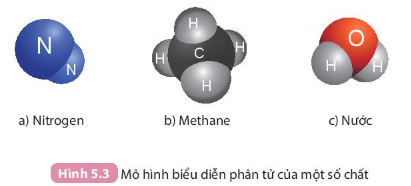 N
N
H
H
C
H
H
O
H
H
a) Nitrogen
b) Methane
c) Nước
Hình 5.3 Mô hình biểu diễn phân tử của một số chất